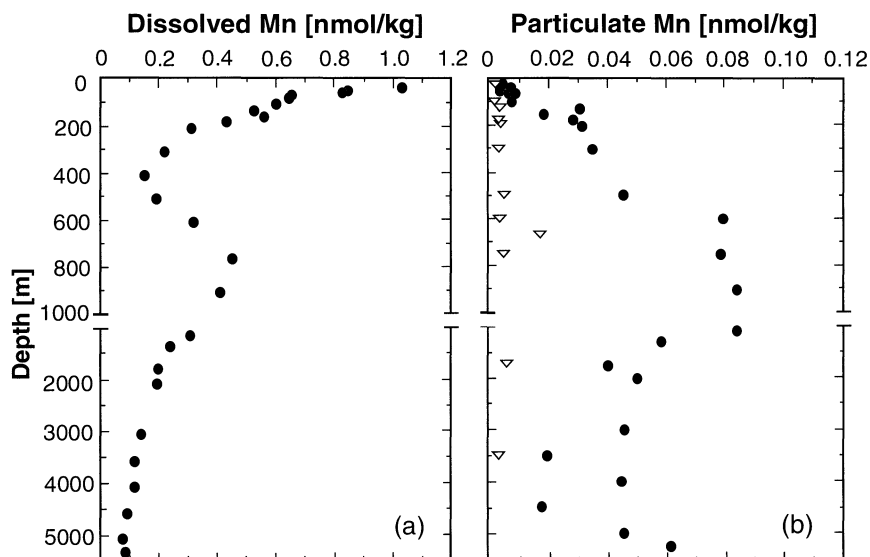 Dissolved Mn [nmol/kg]
Particulate Mn [nmol/kg]
0 0.2 0.4 0.6 0.8 1.0 1.2
0 0.02 0.04 0.06 0.08 0.10 0.12
0
200
400
600
800
1000
2000
3000
4000
5000
Depth [m]
(a)
(b)